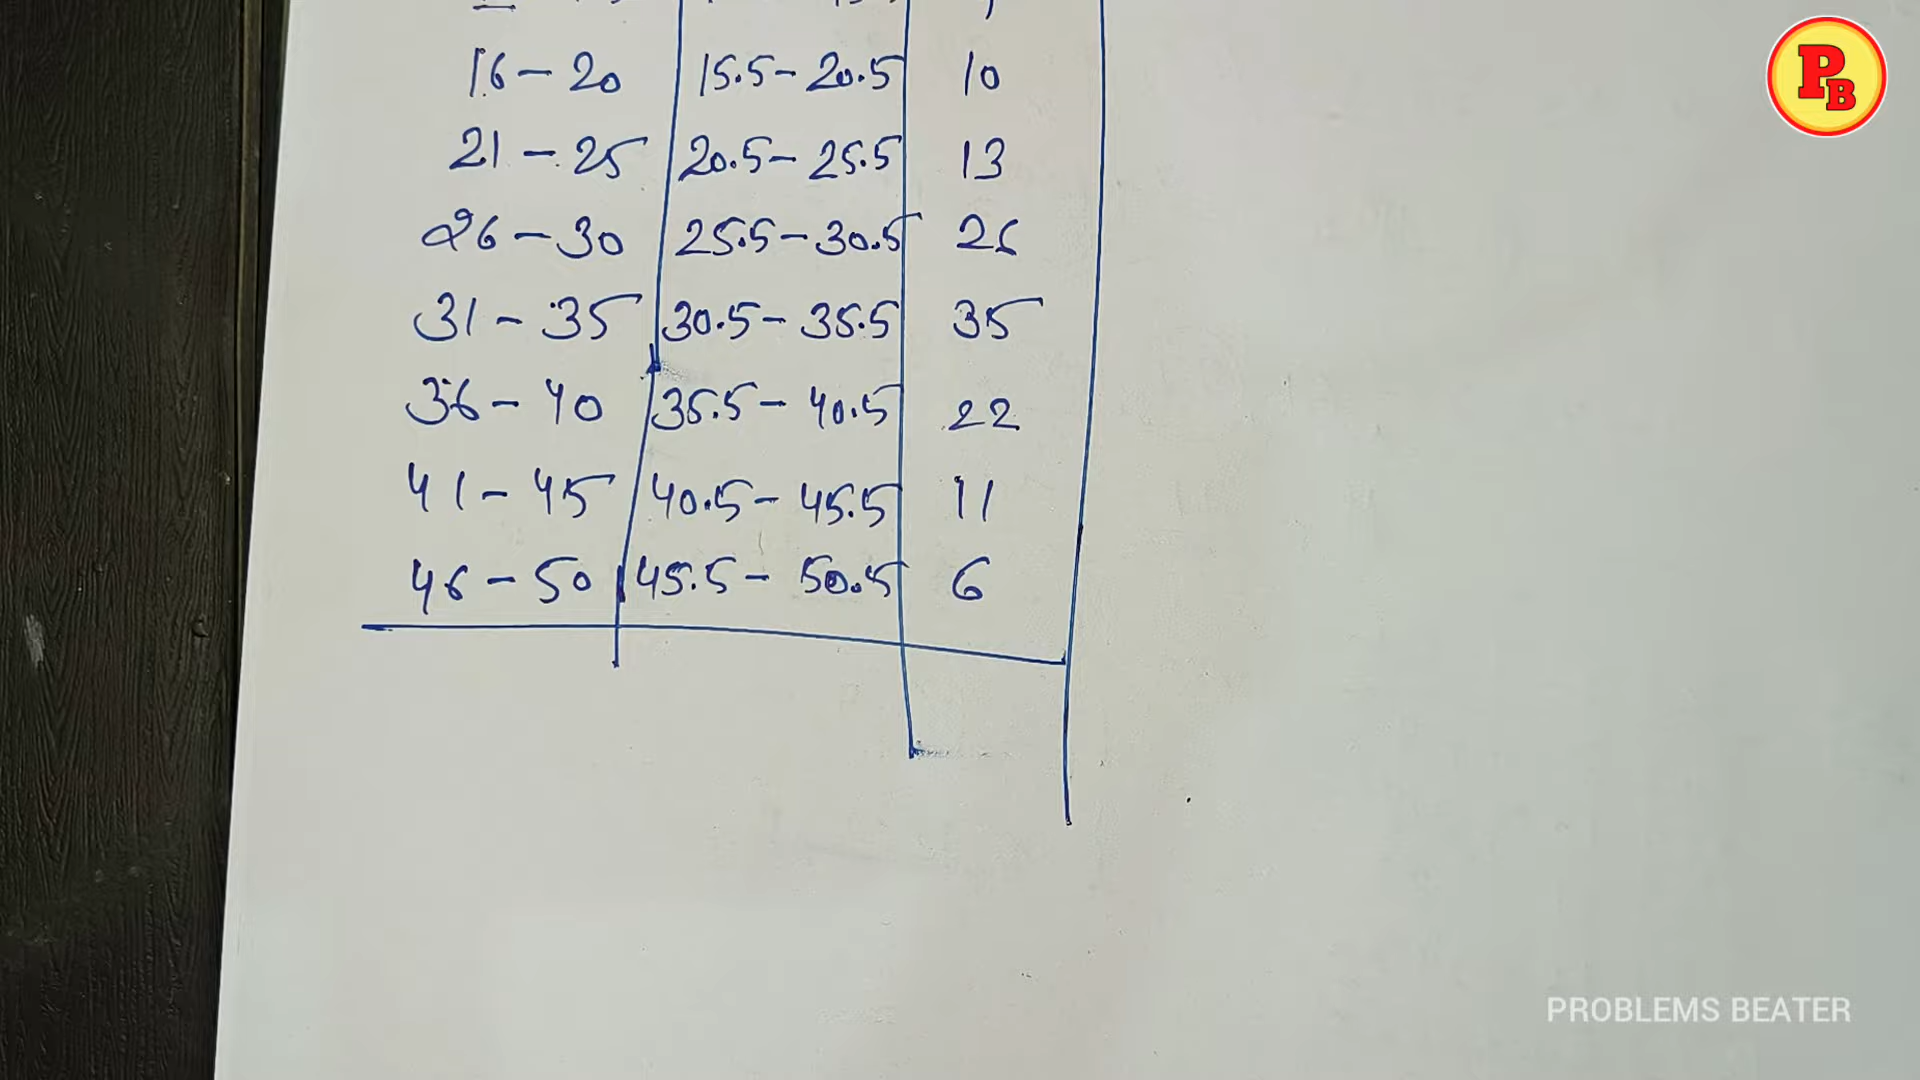 16 - 20 15.5 - 20.5 10
21 - 25 20.5 - 25.5 13
26 - 30 25.5 - 30.5 26
31 - 35 30.5 - 35.5 35
36 - 40 35.5 - 40.5 22
41 - 45 40.5 - 45.5 11
46 - 50 45.5 - 50.5 6
PB
PROBLEMS BEATER